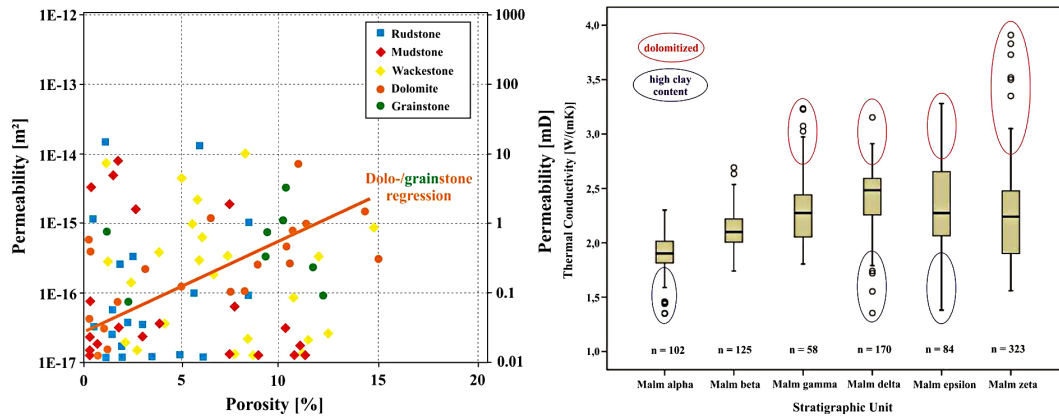 1E-12
1E-13
1E-14
1E-15
1E-16
1E-17
Permeability [m²]
1000
100
10
1
0.1
0.01
Permeability [mD]
0
5
10
15
20
Porosity [%]
Rudstone
Mudstone
Wackestone
Dolomite
Grainstone
Dolo-/grainstone
regression
Thermal Conductivity [W/(mK)]
4,5
4,0
3,5
3,0
2,5
2,0
1,5
1,0
dolomitized
high clay
content
n = 102
n = 125
n = 58
n = 170
n = 84
n = 323
Malm alpha
Malm beta
Malm gamma
Malm delta
Malm epsilon
Malm zeta
Stratigraphic Unit